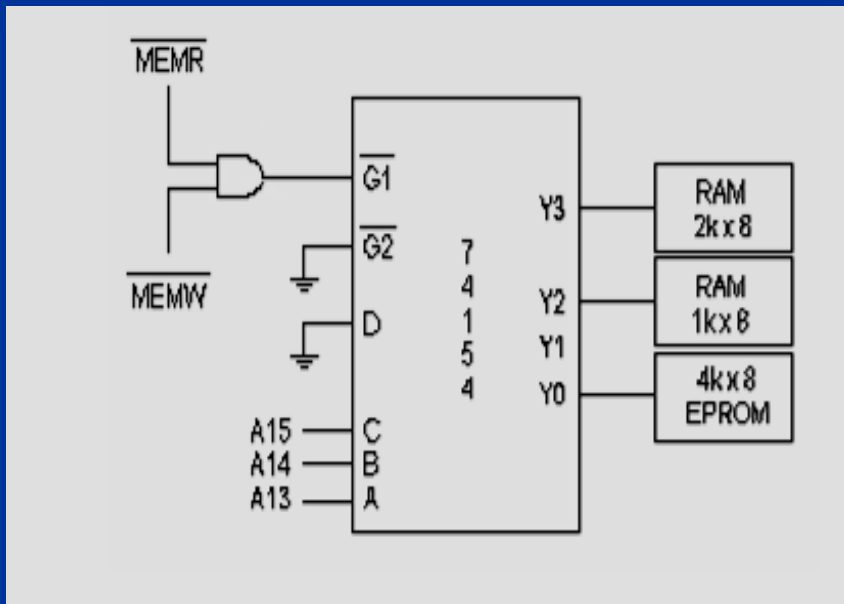 MEMR
G1
Y3
RAM
2k x 8
G2
7
4
1
5
4
MEMW
Y2
RAM
1k x 8
D
Y1
Y0
4k x 8
EPROM
A15
C
A14
B
A13
A